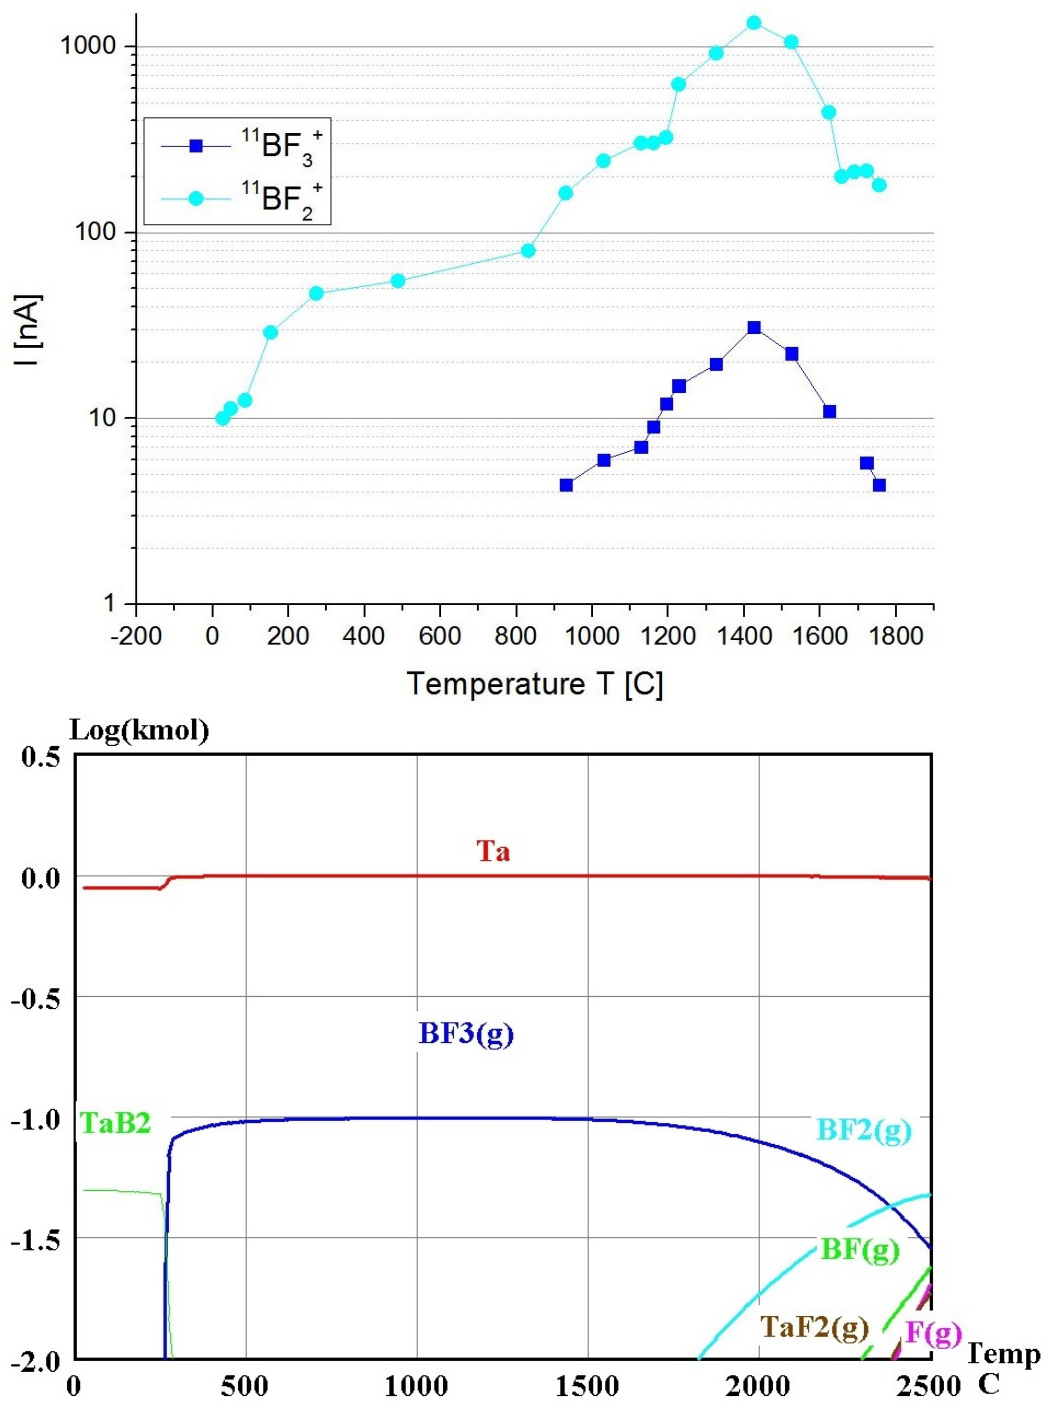 1000
¹¹BF₃⁺
¹¹BF₂⁺
100
I [nA]
10
1
-200 0 200 400 600 800 1000 1200 1400 1600 1800
Temperature T [C]
Log(kmol)
0.5
Ta
0.0
-0.5
BF3(g)
-1.0
TaB2
BF2(g)
-1.5
BF(g)
TaF2(g)
F(g)
-2.0
Temp
0 500 1000 1500 2000 2500 C